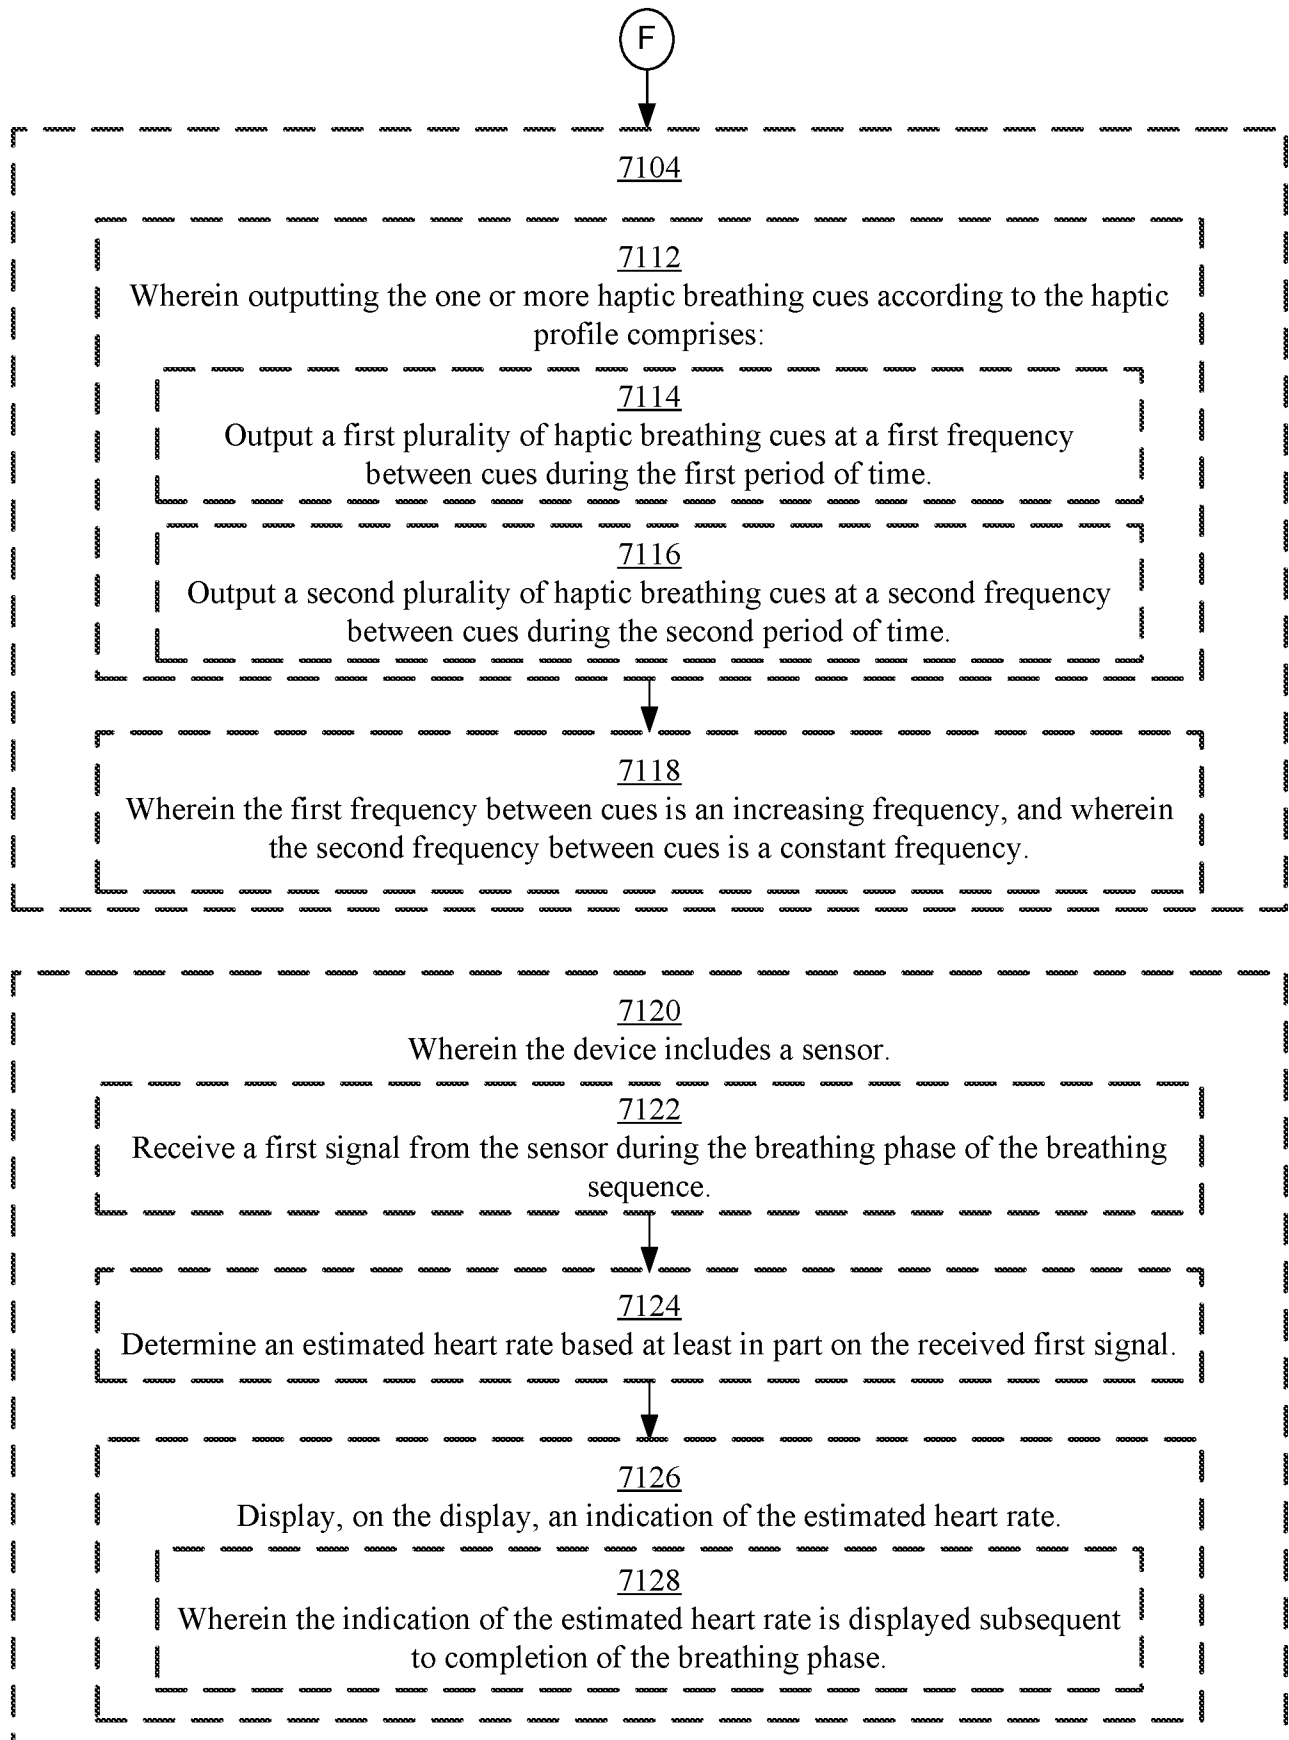 F
7104
7112
Wherein outputting the one or more haptic breathing cues according to the haptic
profile comprises:
7114
Output a first plurality of haptic breathing cues at a first frequency
between cues during the first period of time.
7116
Output a second plurality of haptic breathing cues at a second frequency
between cues during the second period of time.
7118
Wherein the first frequency between cues is an increasing frequency, and wherein
the second frequency between cues is a constant frequency.
7120
Wherein the device includes a sensor.
7122
Receive a first signal from the sensor during the breathing phase of the breathing
sequence.
7124
Determine an estimated heart rate based at least in part on the received first signal.
7126
Display, on the display, an indication of the estimated heart rate.
7128
Wherein the indication of the estimated heart rate is displayed subsequent
to completion of the breathing phase.